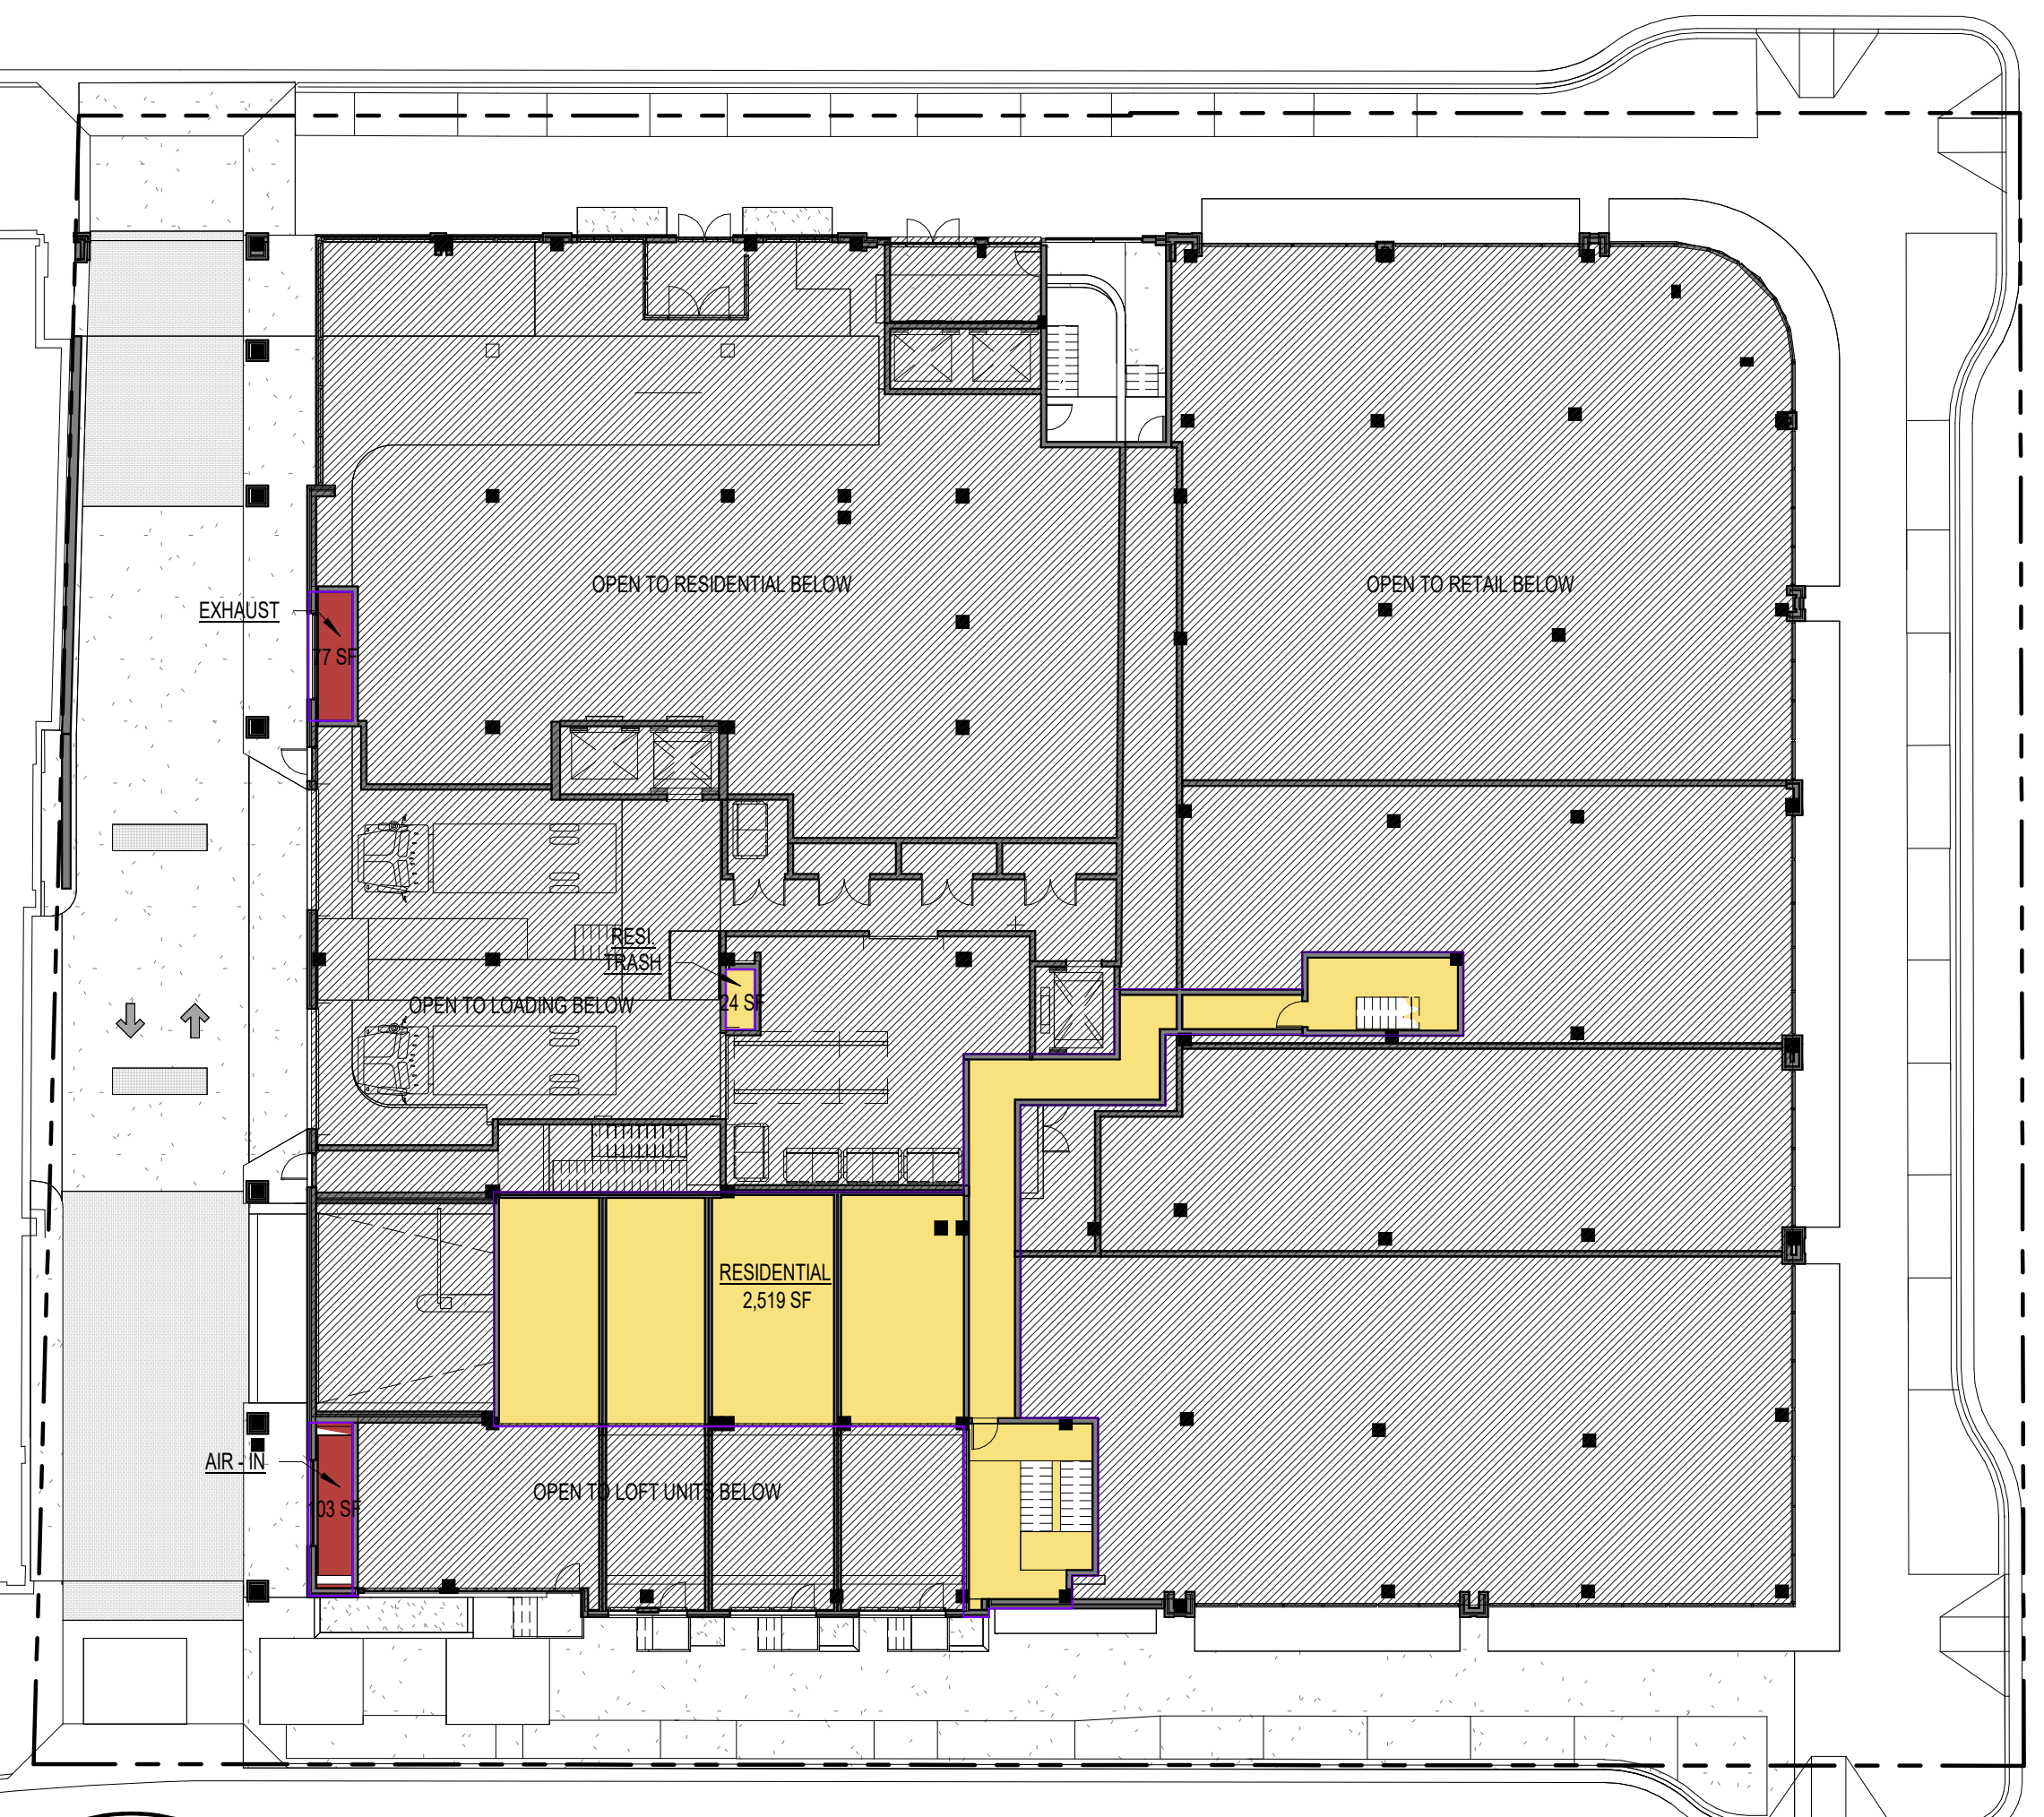 OPEN TO RESIDENTIAL BELOW
OPEN TO RETAIL BELOW
EXHAUST
77 SF
RESI.
TRASH
24 SF
OPEN TO LOADING BELOW
RESIDENTIAL
2,519 SF
AIR - IN
103 SF
OPEN TO LOFT UNITS BELOW